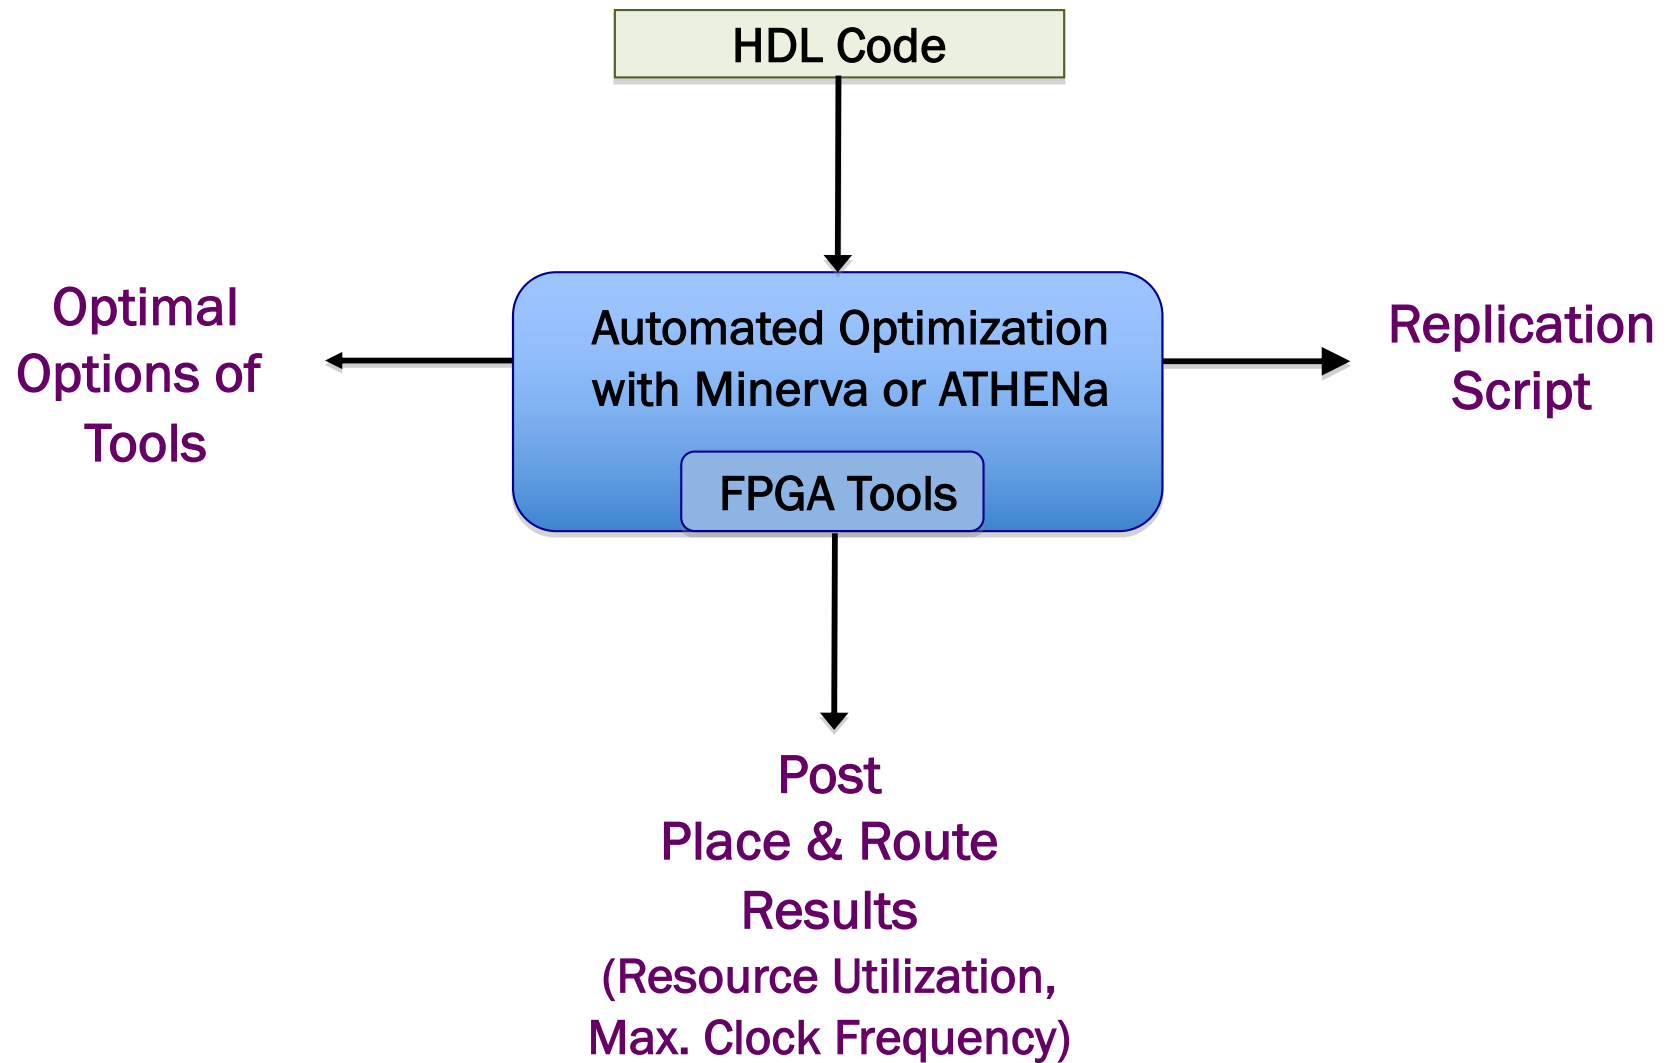 HDL Code
Optimal
Options of
Tools
Automated Optimization
with Minerva or ATHENa
FPGA Tools
Replication
Script
Post
Place & Route
Results
(Resource Utilization,
Max. Clock Frequency)